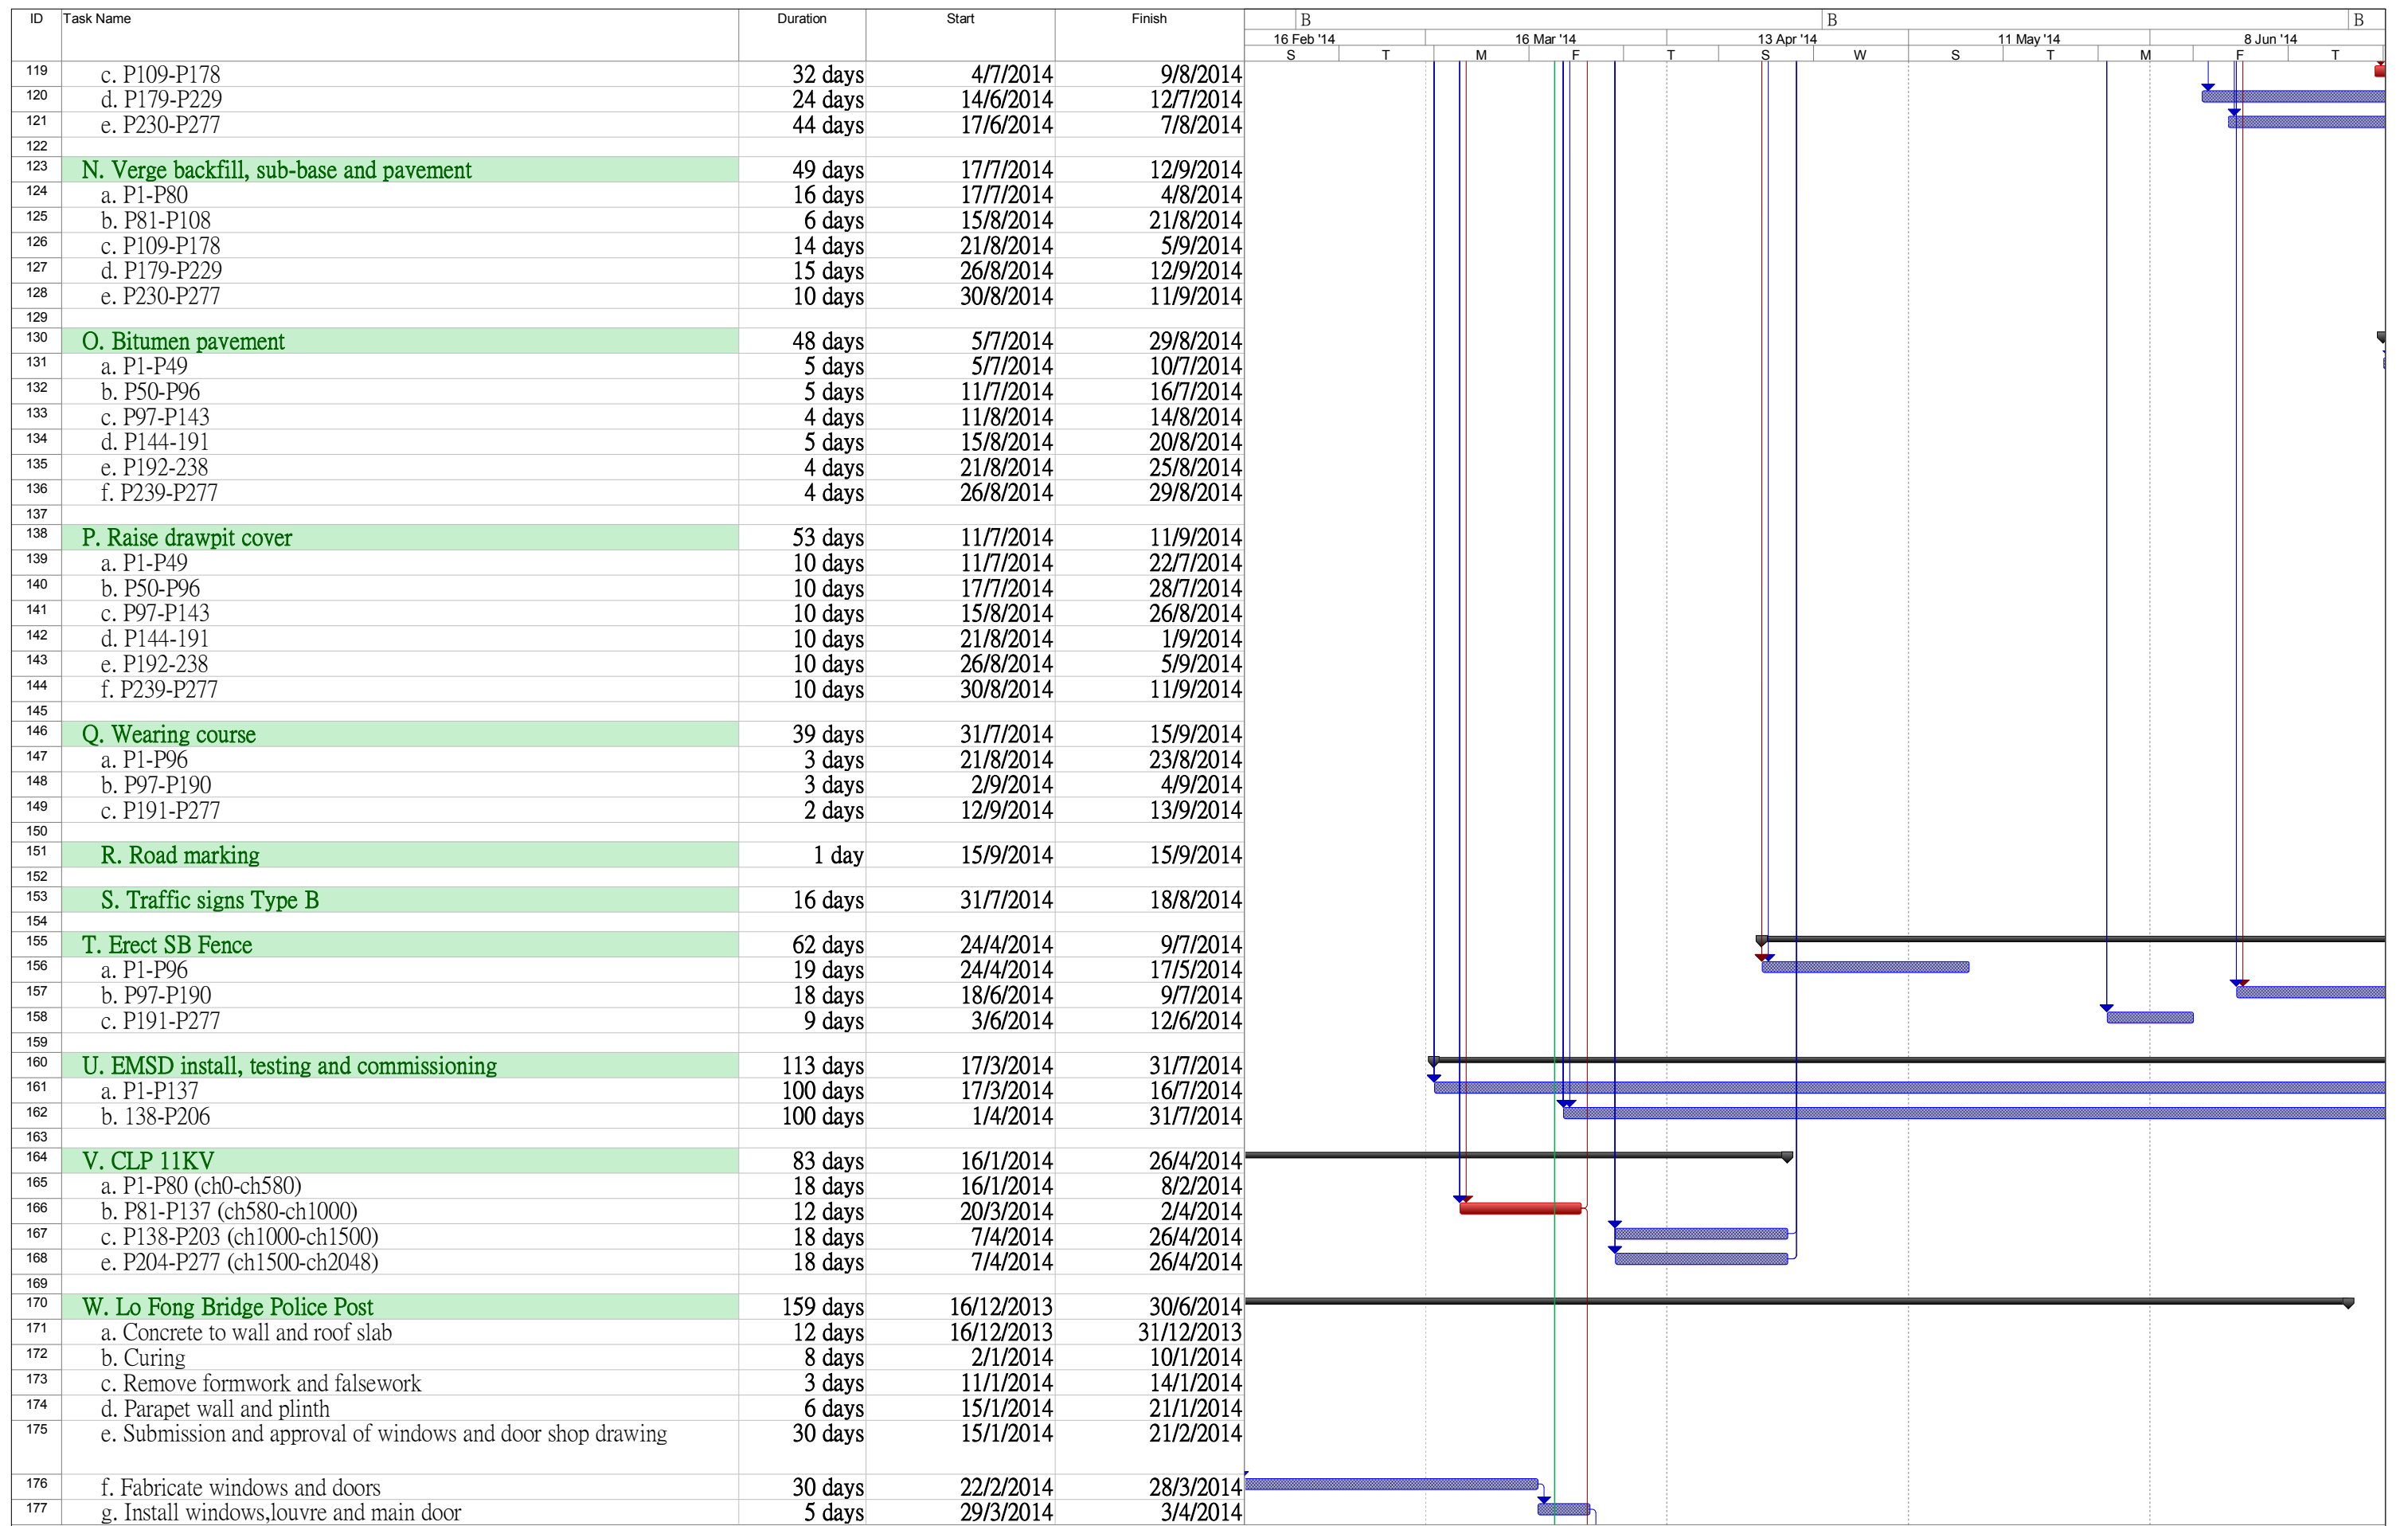 ID Task Name Duration Start Finish B B B
16 Feb '14 16 Mar '14 13 Apr '14 11 May '14 8 Jun '14
S T M F T S W S T M F T
119 c. P109-P178 32 days 4/7/2014 9/8/2014
120 d. P179-P229 24 days 14/6/2014 12/7/2014
121 e. P230-P277 44 days 17/6/2014 7/8/2014
122
123 N. Verge backfill, sub-base and pavement 49 days 17/7/2014 12/9/2014
124 a. P1-P80 16 days 17/7/2014 4/8/2014
125 b. P81-P108 6 days 15/8/2014 21/8/2014
126 c. P109-P178 14 days 21/8/2014 5/9/2014
127 d. P179-P229 15 days 26/8/2014 12/9/2014
128 e. P230-P277 10 days 30/8/2014 11/9/2014
129
130 O. Bitumen pavement 48 days 5/7/2014 29/8/2014
131 a. P1-P49 5 days 5/7/2014 10/7/2014
132 b. P50-P96 5 days 11/7/2014 16/7/2014
133 c. P97-P143 4 days 11/8/2014 14/8/2014
134 d. P144-191 5 days 15/8/2014 20/8/2014
135 e. P192-238 4 days 21/8/2014 25/8/2014
136 f. P239-P277 4 days 26/8/2014 29/8/2014
137
138 P. Raise drawpit cover 53 days 11/7/2014 11/9/2014
139 a. P1-P49 10 days 11/7/2014 22/7/2014
140 b. P50-P96 10 days 17/7/2014 28/7/2014
141 c. P97-P143 10 days 15/8/2014 26/8/2014
142 d. P144-191 10 days 21/8/2014 1/9/2014
143 e. P192-238 10 days 26/8/2014 5/9/2014
144 f. P239-P277 10 days 30/8/2014 11/9/2014
145
146 Q. Wearing course 39 days 31/7/2014 15/9/2014
147 a. P1-P96 3 days 21/8/2014 23/8/2014
148 b. P97-P190 3 days 2/9/2014 4/9/2014
149 c. P191-P277 2 days 12/9/2014 13/9/2014
150
151 R. Road marking 1 day 15/9/2014 15/9/2014
152
153 S. Traffic signs Type B 16 days 31/7/2014 18/8/2014
154
155 T. Erect SB Fence 62 days 24/4/2014 9/7/2014
156 a. P1-P96 19 days 24/4/2014 17/5/2014
157 b. P97-P190 18 days 18/6/2014 9/7/2014
158 c. P191-P277 9 days 3/6/2014 12/6/2014
159
160 U. EMSD install, testing and commissioning 113 days 17/3/2014 31/7/2014
161 a. P1-P137 100 days 17/3/2014 16/7/2014
162 b. 138-P206 100 days 1/4/2014 31/7/2014
163
164 V. CLP 11KV 83 days 16/1/2014 26/4/2014
165 a. P1-P80 (ch0-ch580) 18 days 16/1/2014 8/2/2014
166 b. P81-P137 (ch580-ch1000) 12 days 20/3/2014 2/4/2014
167 c. P138-P203 (ch1000-ch1500) 18 days 7/4/2014 26/4/2014
168 e. P204-P277 (ch1500-ch2048) 18 days 7/4/2014 26/4/2014
169
170 W. Lo Fong Bridge Police Post 159 days 16/12/2013 30/6/2014
171 a. Concrete to wall and roof slab 12 days 16/12/2013 31/12/2013
172 b. Curing 8 days 2/1/2014 10/1/2014
173 c. Remove formwork and falsework 3 days 11/1/2014 14/1/2014
174 d. Parapet wall and plinth 6 days 15/1/2014 21/1/2014
175 e. Submission and approval of windows and door shop drawing 30 days 15/1/2014 21/2/2014
176 f. Fabricate windows and doors 30 days 22/2/2014 28/3/2014
177 g. Install windows,louvre and main door 5 days 29/3/2014 3/4/2014